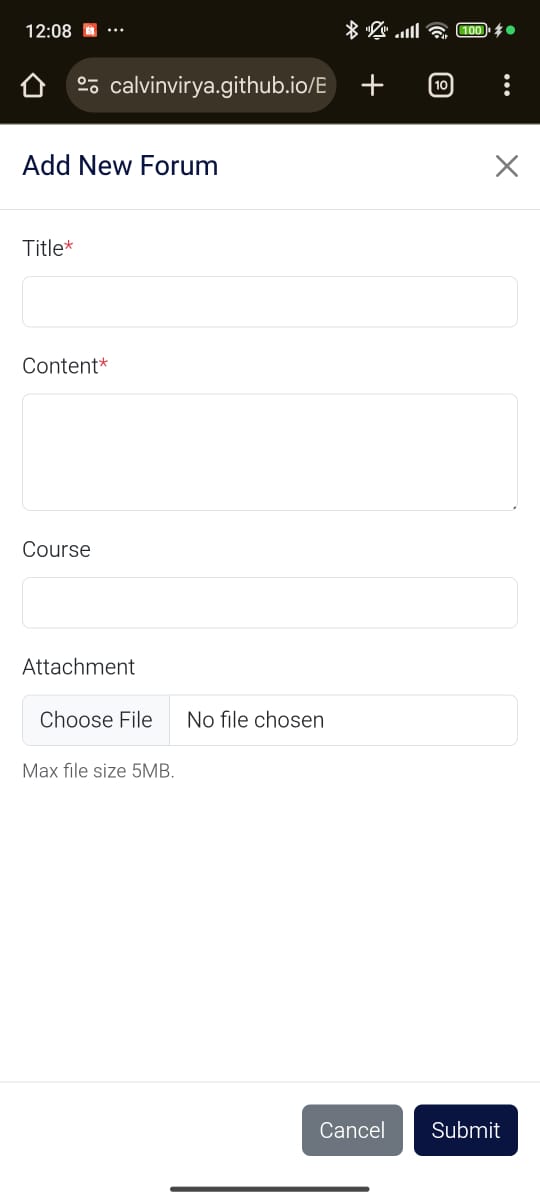 12:08
100
calvinvirya.github.io/E
10
Add New Forum
Title*
Content*
Course
Attachment
Choose File No file chosen
Max file size 5MB.
Cancel Submit